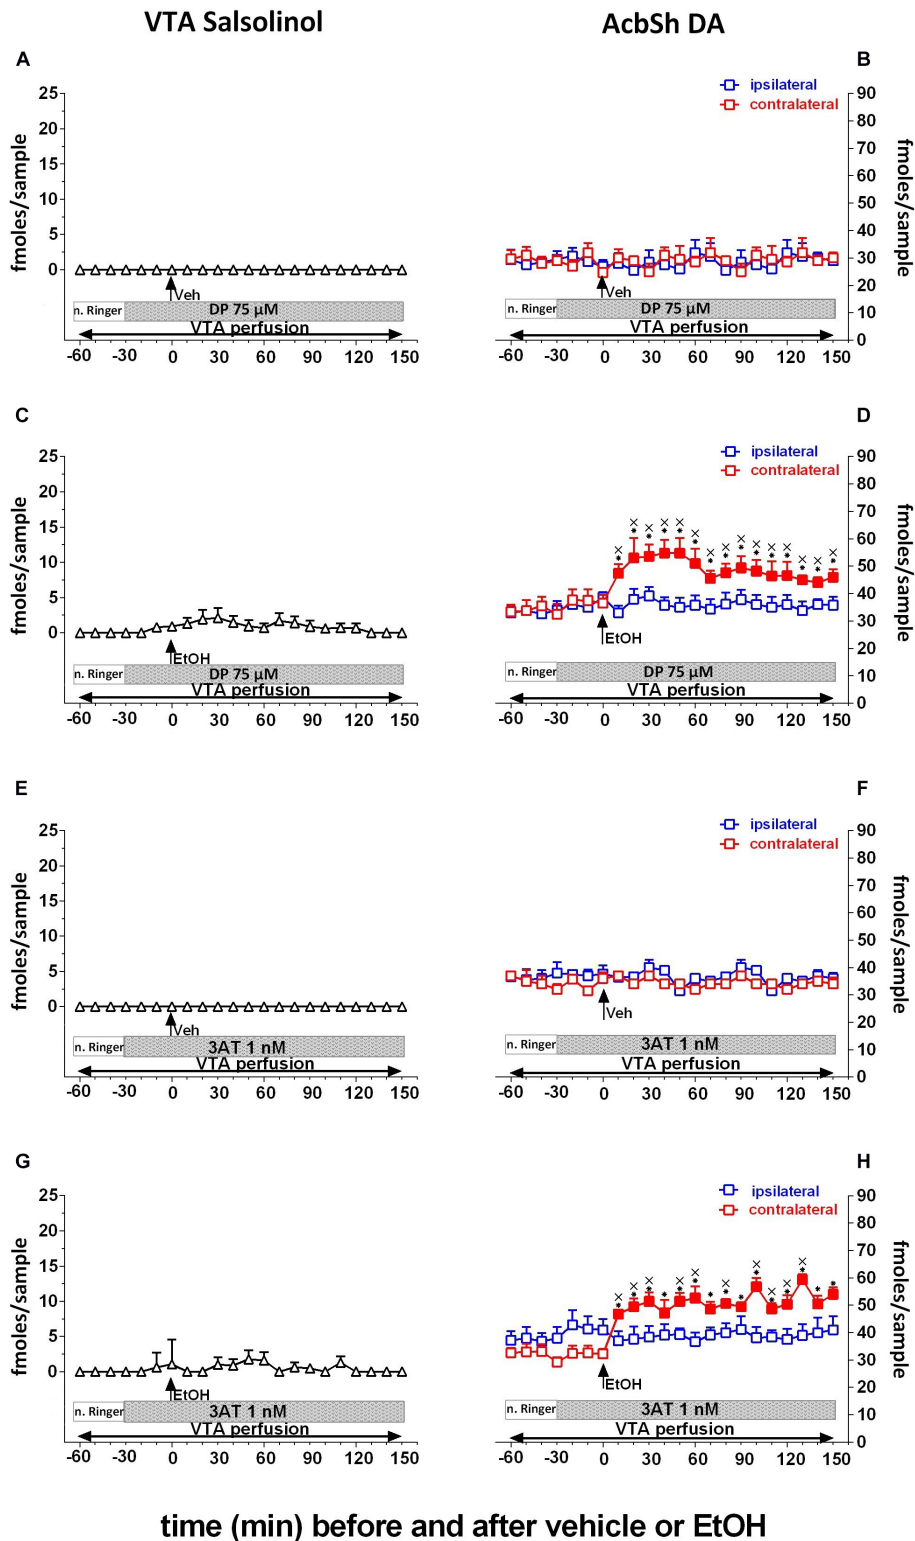 VTA Salsolinol AcbSh DA
A B
ipsilateral
contralateral
25
20
15
10
5
0
fmoles/sample
Veh
n. Ringer DP 75 µM
VTA perfusion
-60 -30 0 30 60 90 120 150
90
80
70
60
50
40
30
20
10
0
fmoles/sample
Veh
n. Ringer DP 75 µM
VTA perfusion
-60 -30 0 30 60 90 120 150
C D
ipsilateral
contralateral
25
20
15
10
5
0
fmoles/sample
EtOH
n. Ringer DP 75 µM
VTA perfusion
-60 -30 0 30 60 90 120 150
90
80
70
60
50
40
30
20
10
0
fmoles/sample
EtOH
n. Ringer DP 75 µM
VTA perfusion
-60 -30 0 30 60 90 120 150
E F
ipsilateral
contralateral
25
20
15
10
5
0
fmoles/sample
Veh
n. Ringer 3AT 1 nM
VTA perfusion
-60 -30 0 30 60 90 120 150
90
80
70
60
50
40
30
20
10
0
fmoles/sample
Veh
n. Ringer 3AT 1 nM
VTA perfusion
-60 -30 0 30 60 90 120 150
G H
ipsilateral
contralateral
25
20
15
10
5
0
fmoles/sample
EtOH
n. Ringer 3AT 1 nM
VTA perfusion
-60 -30 0 30 60 90 120 150
90
80
70
60
50
40
30
20
10
0
fmoles/sample
EtOH
n. Ringer 3AT 1 nM
VTA perfusion
-60 -30 0 30 60 90 120 150
time (min) before and after vehicle or EtOH